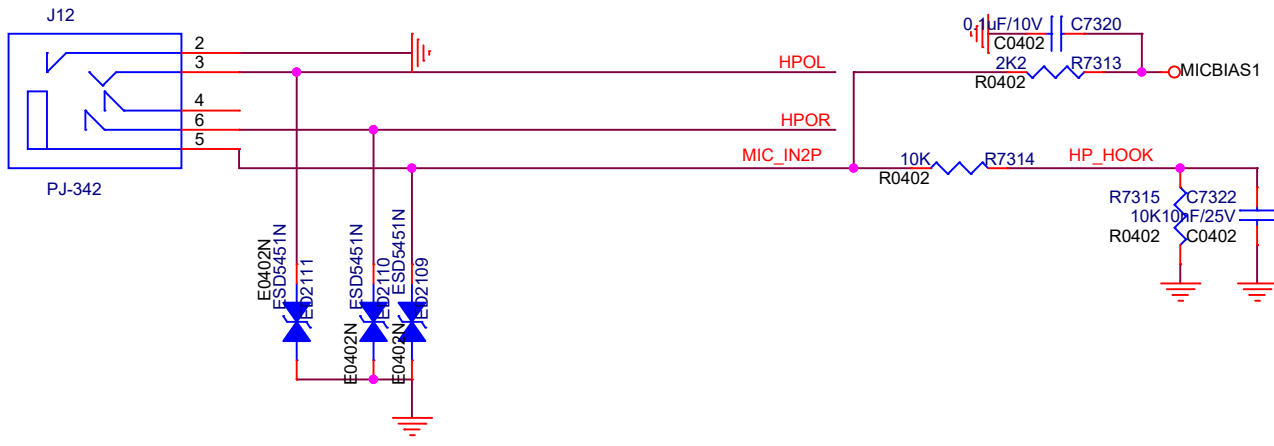 J12
2
3
4
6
5
PJ-342
HPOL
HPOR
MIC_IN2P
0.1uF/10V C7320
C0402
2K2 R7313
R0402
MICBIAS1
10K R7314
R0402
HP_HOOK
R7315 C7322
10K 10nF/25V
R0402 C0402
E0402N
ESD5451N
ED2111
ESD5451N
ED2110
E0402N
ESD5451N
ED2109
E0402N